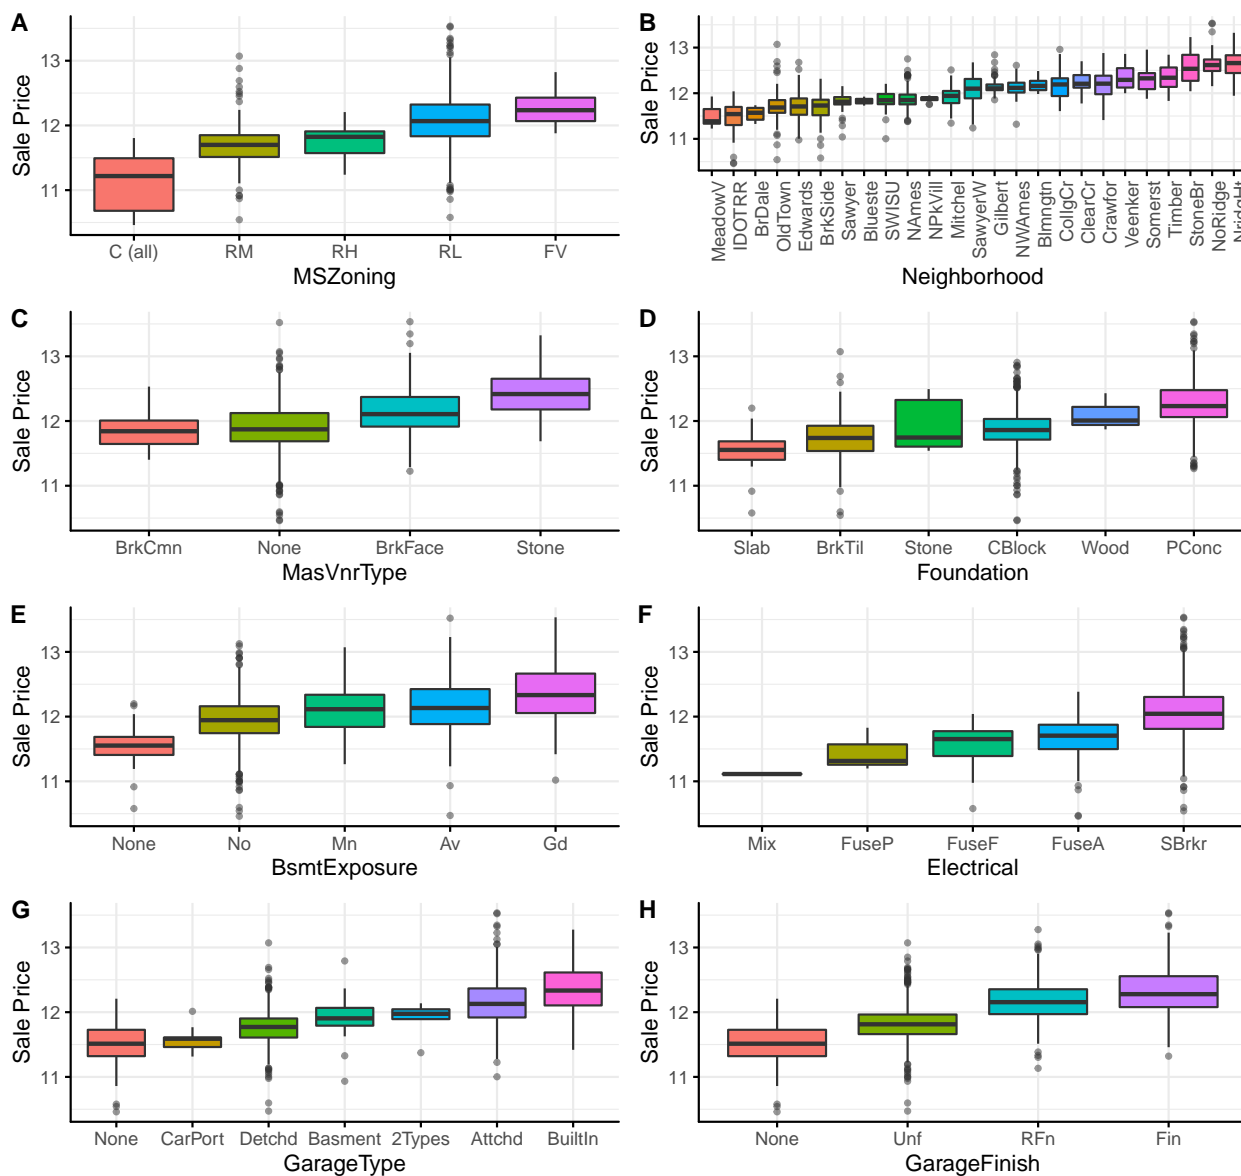 A
Sale Price
13
12
11
C (all) RM RH RL FV
MSZoning
B
Sale Price
13
12
11
MeadowV IDOTRR BrDale OldTown Edwards BrkSide Sawyer Blueste SWISU NAmes NPKVill Mitchel SawyerW Gilbert NWAmes Blmngtn CollgCr ClearCr Crawfor Veenker Somerst Timber StoneBr NoRidge NridgHt
Neighborhood
C
Sale Price
13
12
11
BrkCmn None BrkFace Stone
MasVnrType
D
Sale Price
13
12
11
Slab BrkTil Stone CBlock Wood PConc
Foundation
E
Sale Price
13
12
11
None No Mn Av Gd
BsmtExposure
F
Sale Price
13
12
11
Mix FuseP FuseF FuseA SBrkr
Electrical
G
Sale Price
13
12
11
None CarPort Detchd Basment 2Types Attchd BuiltIn
GarageType
H
Sale Price
13
12
11
None Unf RFn Fin
GarageFinish